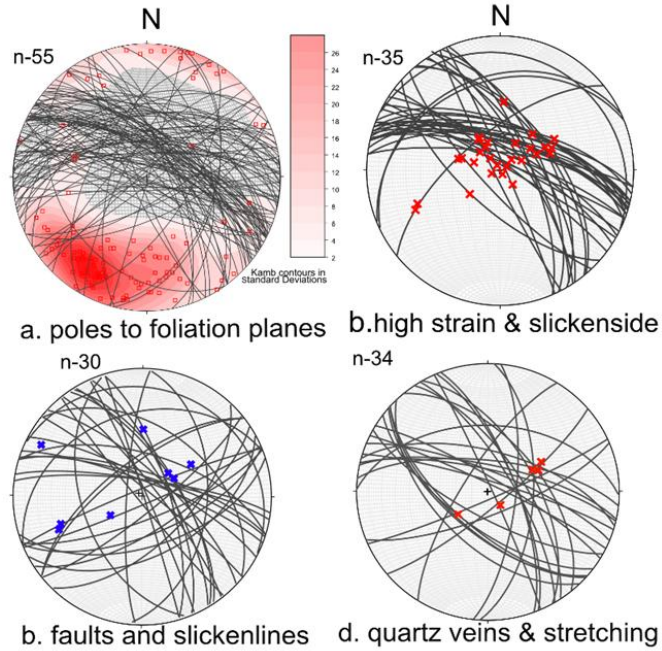 N
N
n-55
n-35
26
24
22
20
18
16
14
12
10
8
6
4
2
Kamb contours in
Standard Deviations
a. poles to foliation planes
b.high strain & slickenside
n-30
n-34
b. faults and slickenlines
d. quartz veins & stretching